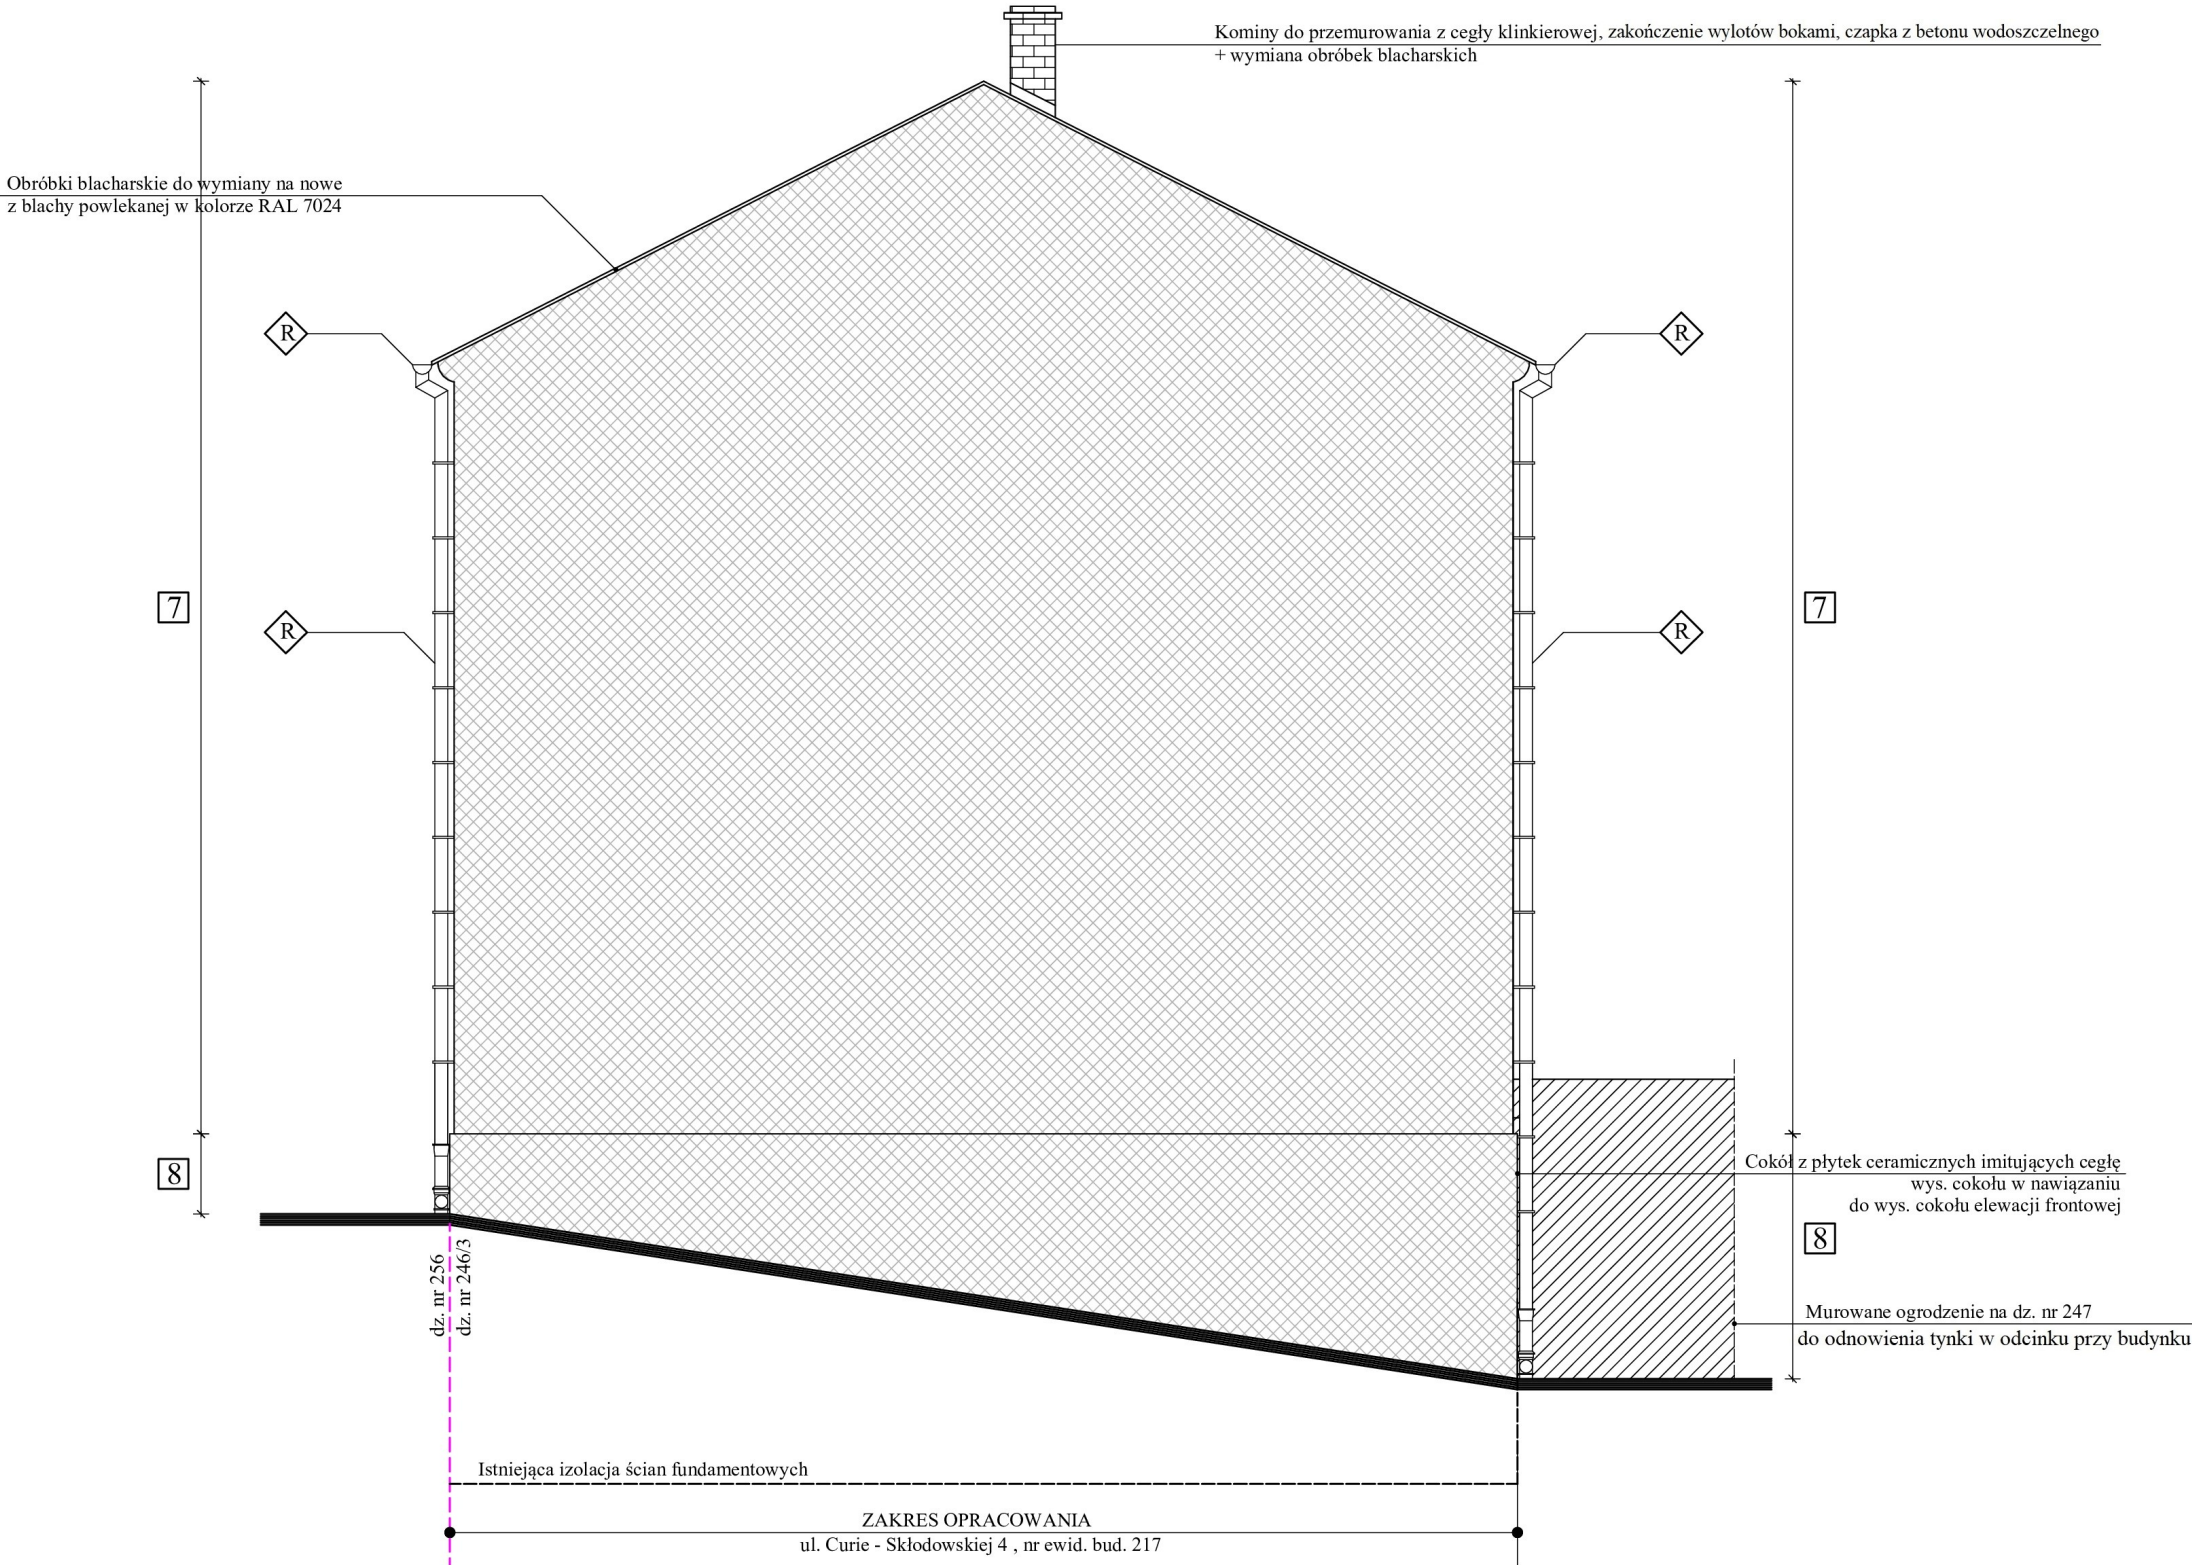 Kominy do przemurowania z cegły klinkierowej, zakończenie wylotów bokami, czapka z betonu wodoszczelnego
+ wymiana obróbek blacharskich
Obróbki blacharskie do wymiany na nowe
z blachy powlekanej w kolorze RAL 7024
R
R
7
7
R
R
8
Cokół z płytek ceramicznych imitujących cegłę
wys. cokołu w nawiązaniu
do wys. cokołu elewacji frontowej
8
dz. nr 256
dz. nr 246/3
Murowane ogrodzenie na dz. nr 247
do odnowienia tynki w odcinku przy budynku
Istniejąca izolacja ścian fundamentowych
ZAKRES OPRACOWANIA
ul. Curie - Skłodowskiej 4 , nr ewid. bud. 217